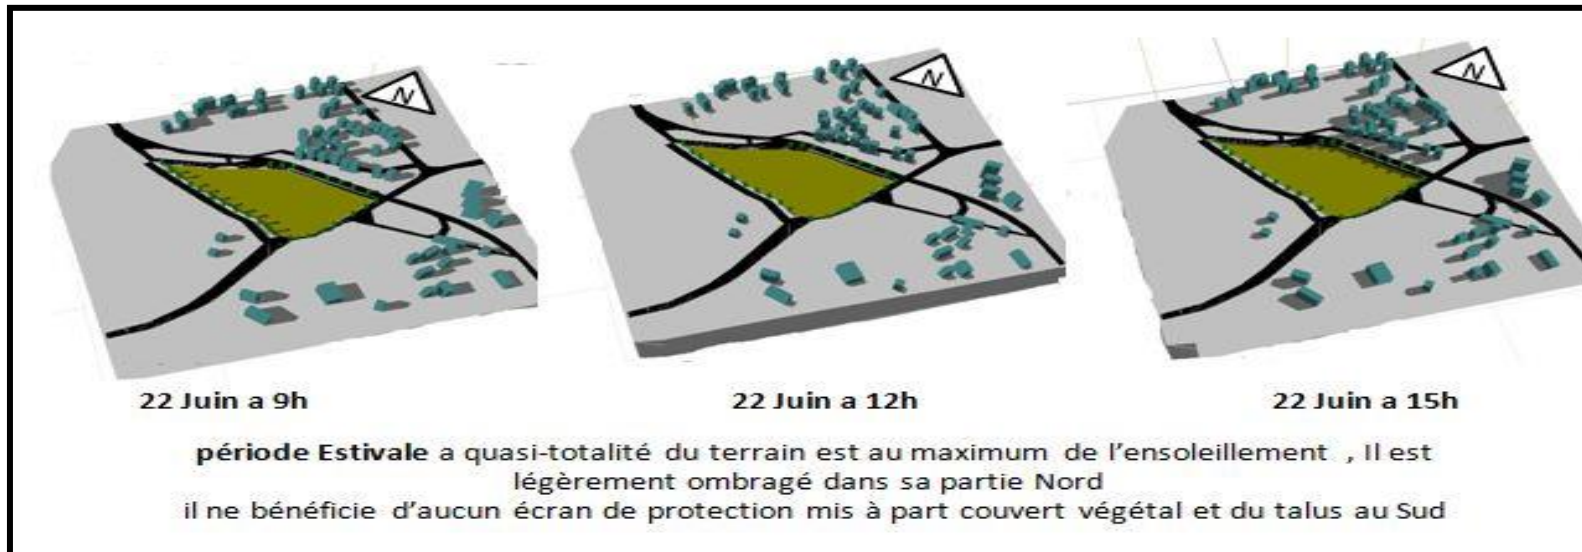 N
N
N
22 Juin a 9h
22 Juin a 12h
22 Juin a 15h
période Estivale a quasi-totalité du terrain est au maximum de l’ensoleillement , Il est
légèrement ombragé dans sa partie Nord
il ne bénéficie d’aucun écran de protection mis à part couvert végétal et du talus au Sud